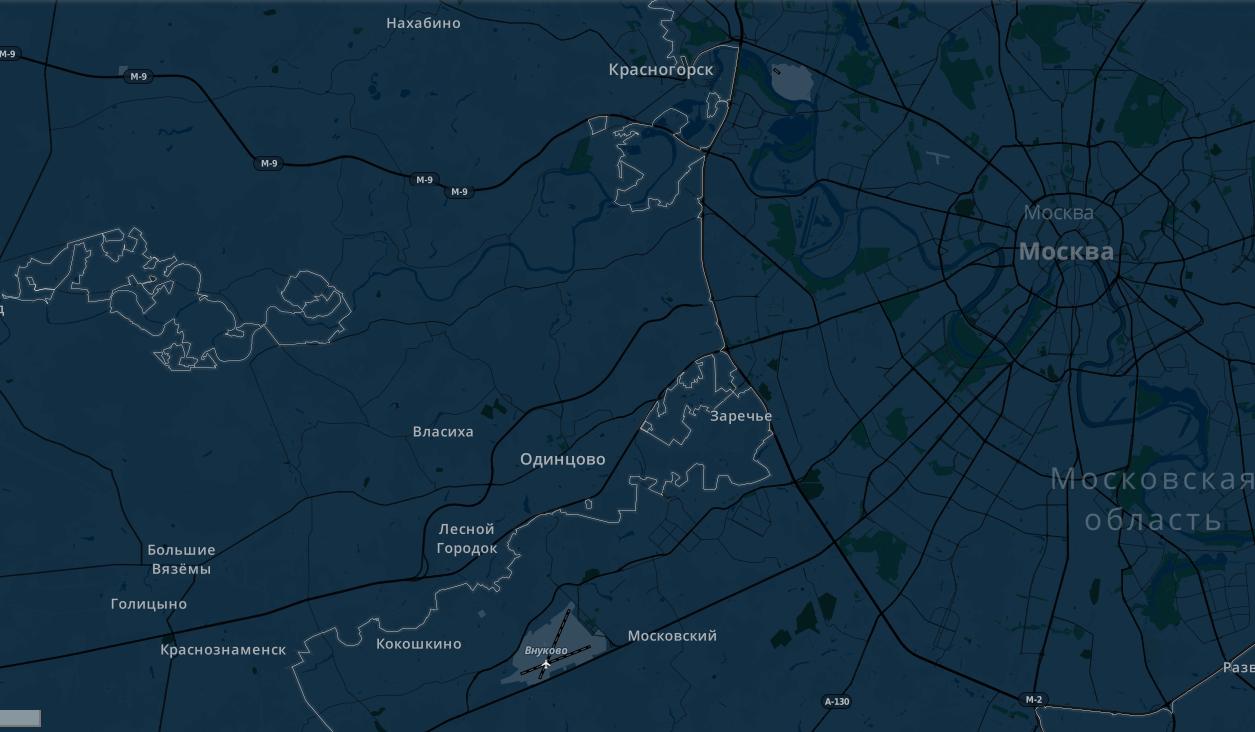 Нахабино
М-9
Красногорск
М-9
М-9
М-9
М-9
Москва
Москва
Заречье
Власиха
Одинцово
Московская
область
Лесной
Городок
Большие
Вязёмы
Голицыно
Краснознаменск
Кокошкино
Внуково
Московский
Разв
А-130
М-2